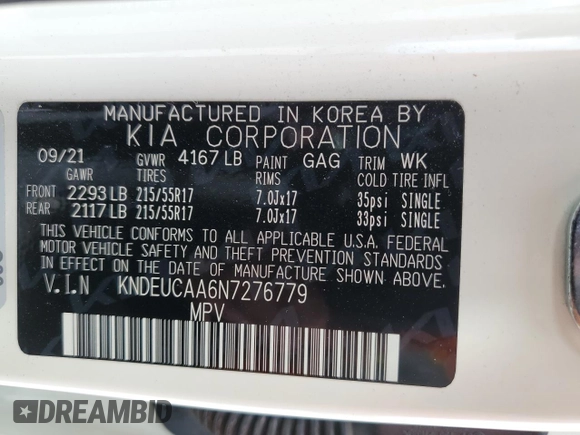 MANUFACTURED IN KOREA BY
KIA CORPORATION
09/21 GVWR 4167 LB PAINT GAG TRIM WK
GAWR TIRES RIMS COLD TIRE INFL
FRONT 2293 LB 215/55R17 7.0Jx17 35psi SINGLE
REAR 2117 LB 215/55R17 7.0Jx17 33psi SINGLE
THIS VEHICLE CONFORMS TO ALL APPLICABLE U.S.A. FEDERAL
MOTOR VEHICLE SAFETY AND THEFT PREVENTION STANDARDS
IN EFFECT ON THE DATE OF MANUFACTURE SHOWN ABOVE.
V.I.N KNDEUCAA6N7276779
MPV
DREAMBID